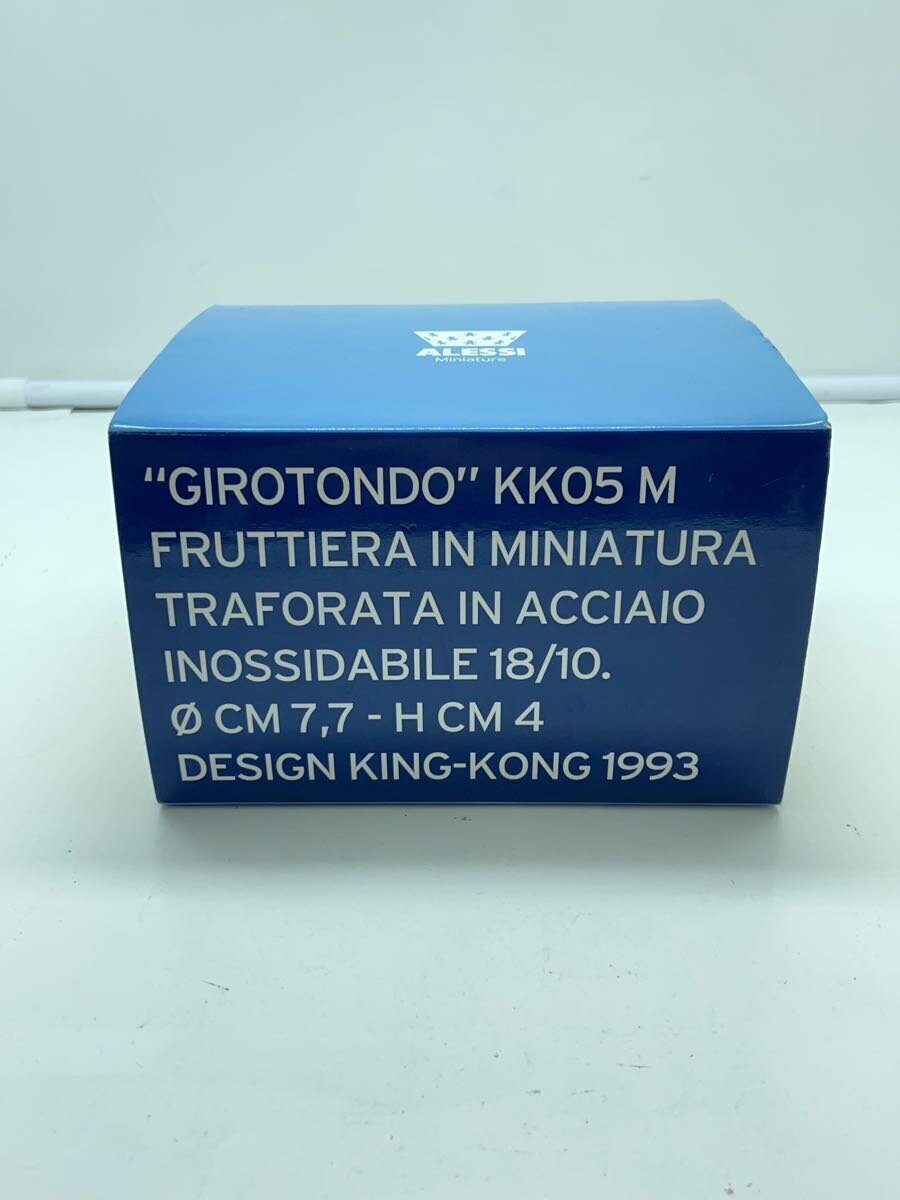 ALESSI
Miniature
“GIROTONDO” KK05 M
FRUTTIERA IN MINIATURA
TRAFORATA IN ACCIAIO
INOSSIDABILE 18/10.
Ø CM 7,7 - H CM 4
DESIGN KING-KONG 1993